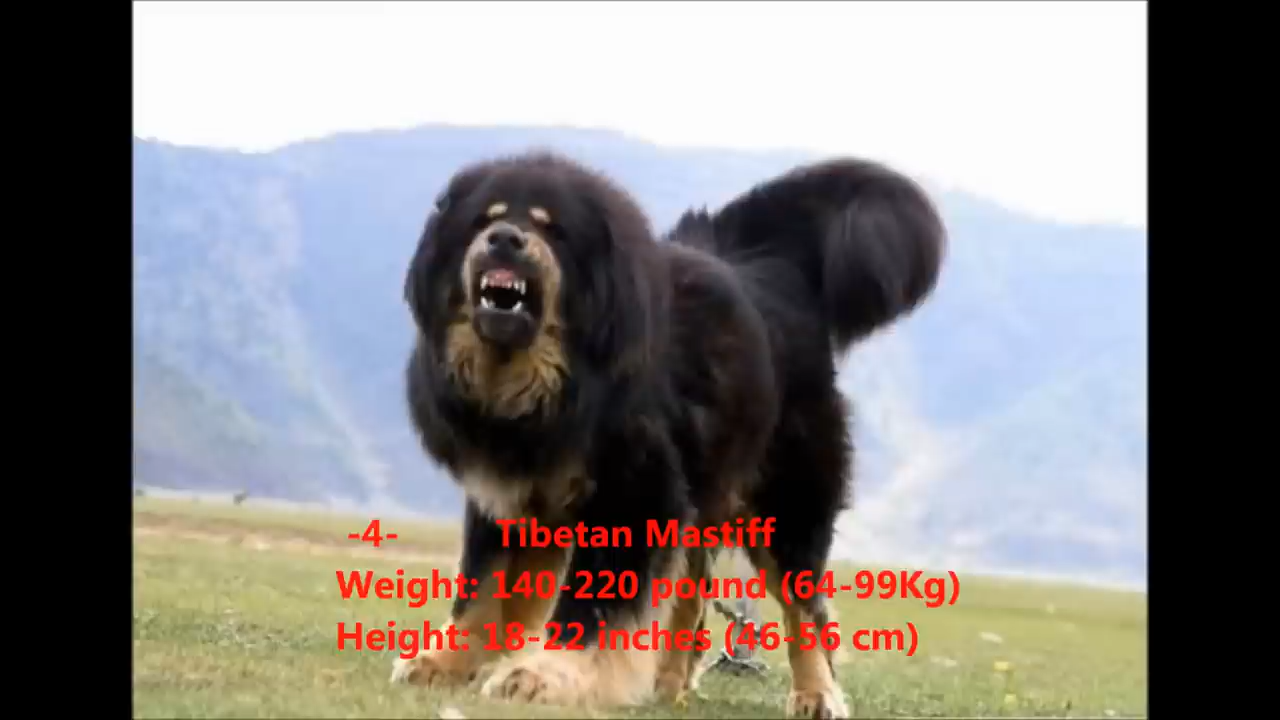 -4- Tibetan Mastiff
Weight: 140-220 pound (64-99Kg)
Height: 18-22 inches (46-56 cm)